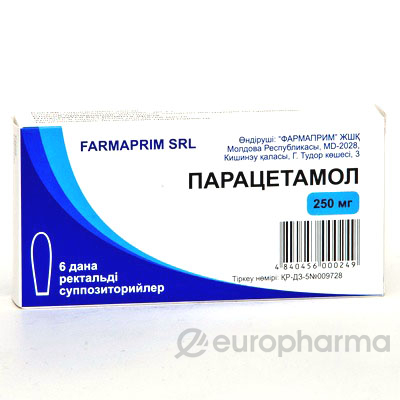 FARMAPRIM SRL
Өндіруші: "ФАРМАПРИМ" ЖШҚ
Молдова Республикасы, MD-2028,
Кишинэу қаласы, Г. Тудор көшесі, 3
ПАРАЦЕТАМОЛ
250 мг
4 840456 000249
Тіркеу нөмірі: ҚР-ДЗ-5№009728
6 дана
ректальді
суппозиторийлер
europharma